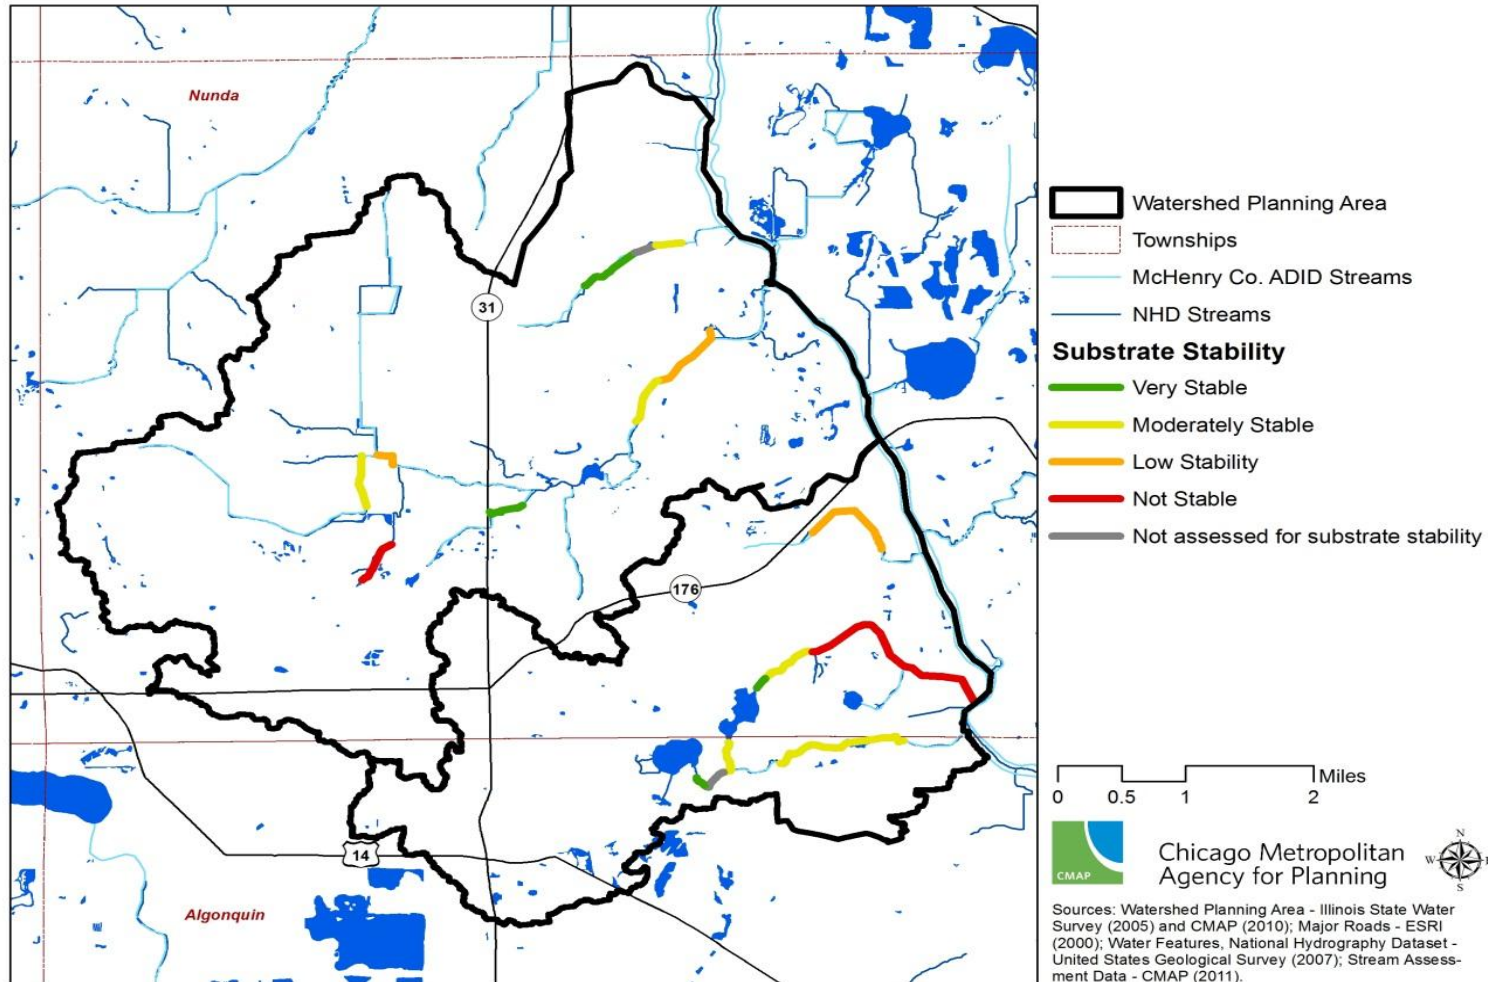 Nunda
31
176
14
Algonquin
Watershed Planning Area
Townships
McHenry Co. ADID Streams
NHD Streams
Substrate Stability
Very Stable
Moderately Stable
Low Stability
Not Stable
Not assessed for substrate stability
Miles
0 0.5 1 2
CMAP
Chicago Metropolitan
Agency for Planning
N
W E
S
Sources: Watershed Planning Area - Illinois State Water
Survey (2005) and CMAP (2010); Major Roads - ESRI
(2000); Water Features, National Hydrography Dataset -
United States Geological Survey (2007); Stream Assess-
ment Data - CMAP (2011).